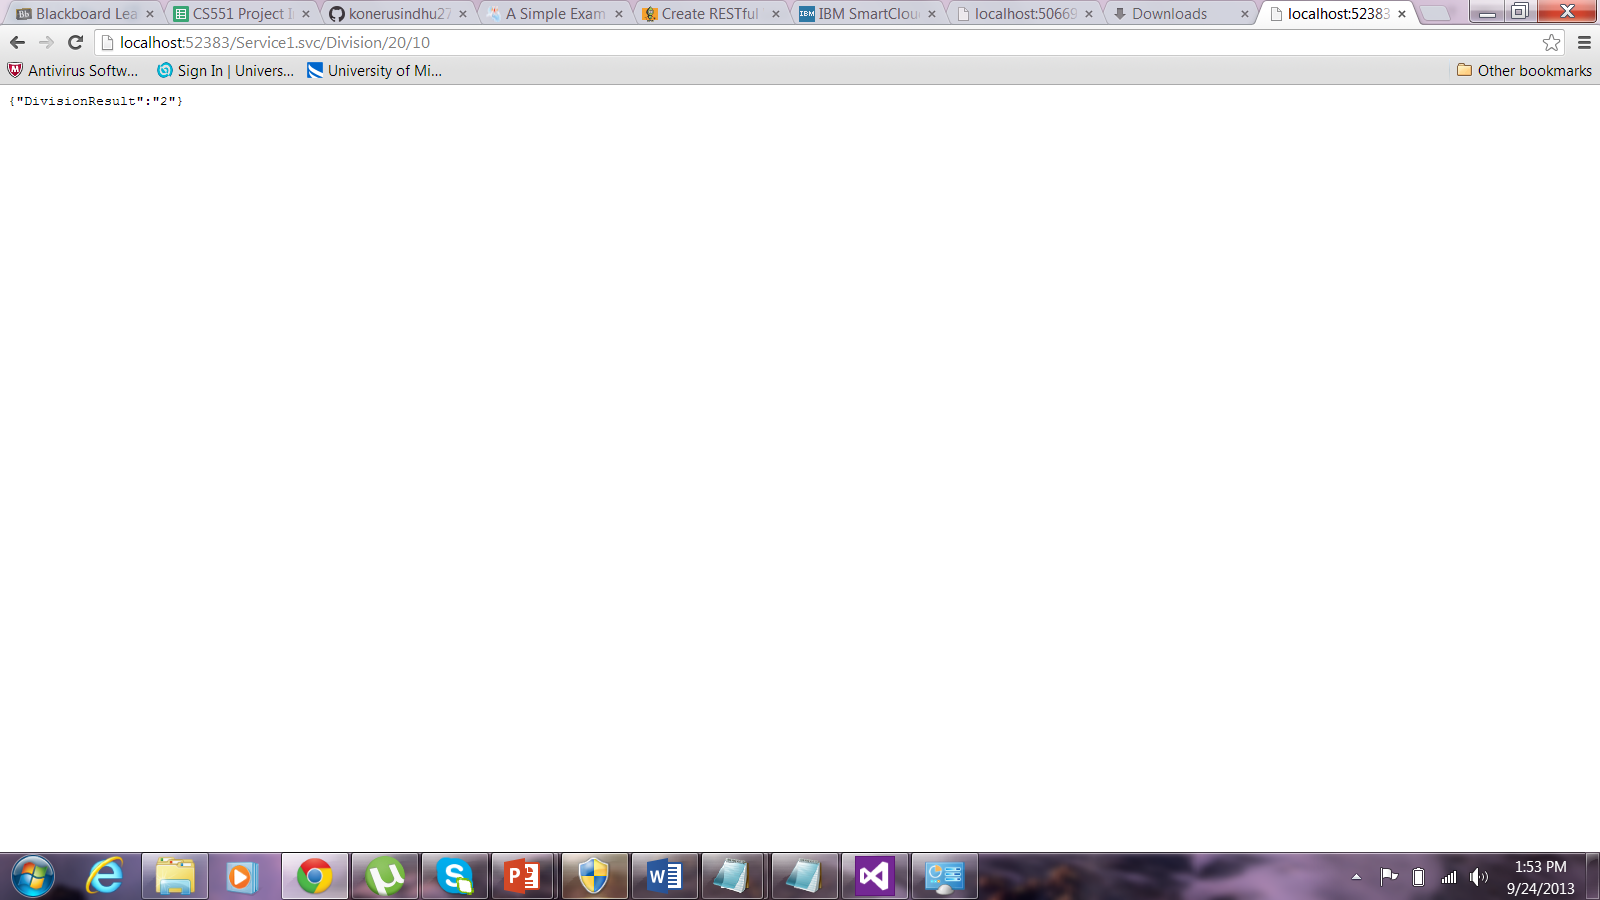 Blackboard Lea
CS551 Project I
konerusindhu27
A Simple Exam
Create RESTful
IBM SmartClou
localhost:50669
Downloads
localhost:52383
localhost:52383/Service1.svc/Division/20/10
Antivirus Softw...
Sign In | Univers...
University of Mi...
Other bookmarks
{"DivisionResult":"2"}
1:53 PM
9/24/2013